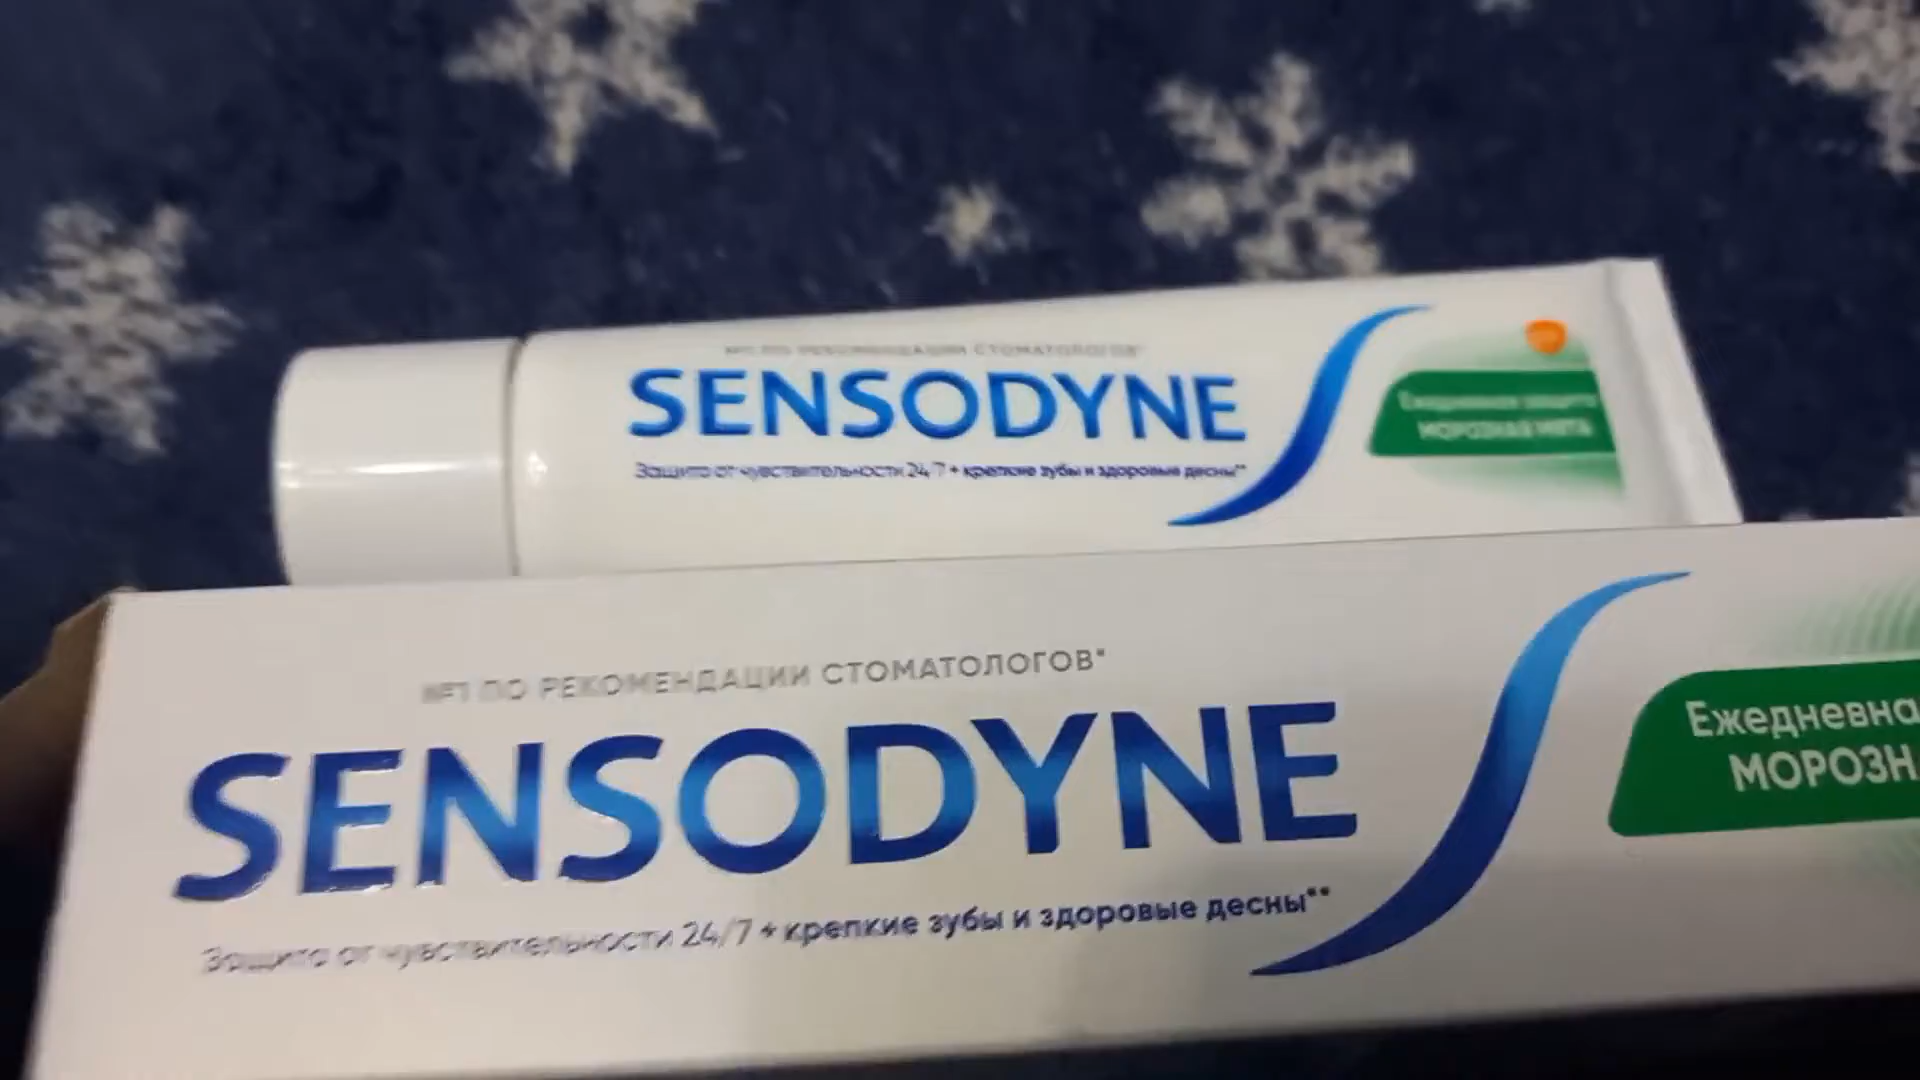 №1 ПО РЕКОМЕНДАЦИИ СТОМАТОЛОГОВ*
SENSODYNE
Защита от чувствительности 24/7 + крепкие зубы и здоровые десны**
Ежедневная защита
МОРОЗНАЯ МЯТА
№1 ПО РЕКОМЕНДАЦИИ СТОМАТОЛОГОВ*
SENSODYNE
Защита от чувствительности 24/7 + крепкие зубы и здоровые десны**
Ежедневна
МОРОЗН